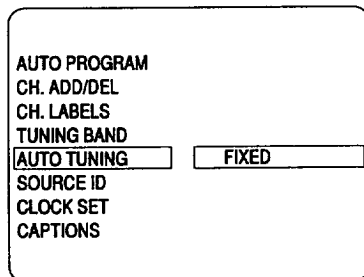 AUTO PROGRAM
CH. ADD/DEL
CH. LABELS
TUNING BAND
AUTO TUNING FIXED
SOURCE ID
CLOCK SET
CAPTIONS